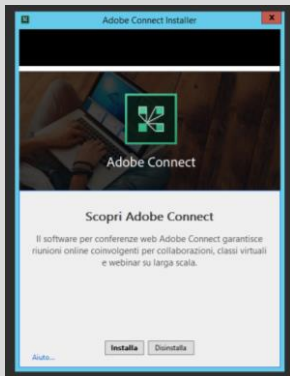 Adobe Connect Installer
x
Adobe Connect
Scopri Adobe Connect
Il software per conferenze web Adobe Connect garantisce
riunioni online coinvolgenti per collaborazioni, classi virtuali
e webinar su larga scala.
Installa Disinstalla
Aiuto...